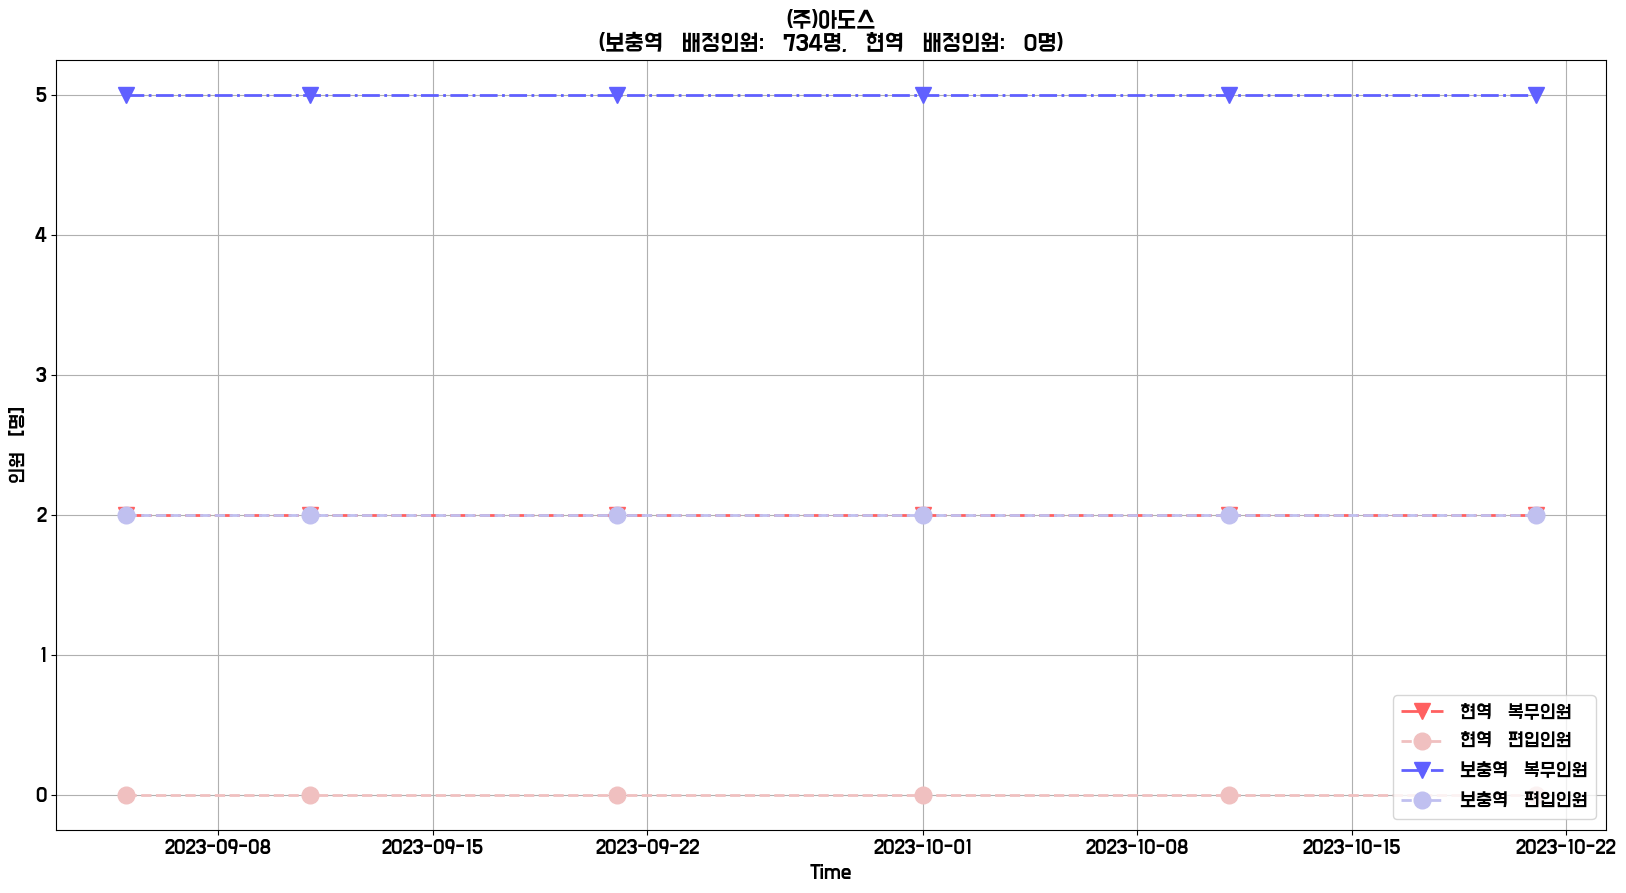 (주)아도스
(보충역 배정인원: 734명, 현역 배정인원: 0명)
5
4
3
2
1
0
인원 [명]
2023-09-08
2023-09-15
2023-09-22
2023-10-01
2023-10-08
2023-10-15
2023-10-22
Time
현역 복무인원
현역 편입인원
보충역 복무인원
보충역 편입인원